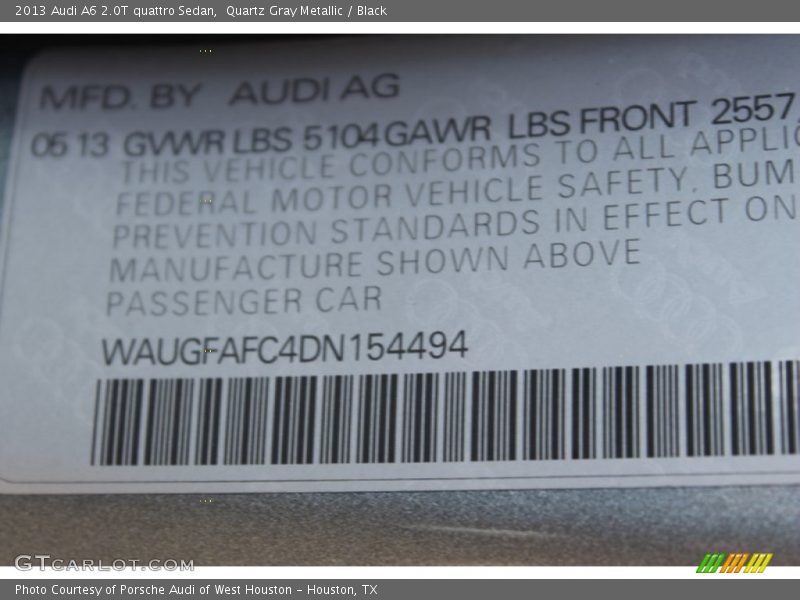 2013 Audi A6 2.0T quattro Sedan,  Quartz Gray Metallic / Black
MFD. BY AUDI AG
05 13 GVWR LBS 5104 GAWR LBS FRONT 2557
THIS VEHICLE CONFORMS TO ALL APPLIC
FEDERAL MOTOR VEHICLE SAFETY, BUM
PREVENTION STANDARDS IN EFFECT ON
MANUFACTURE SHOWN ABOVE
PASSENGER CAR
WAUGFAFC4DN154494
GTCARLOT.COM
Photo Courtesy of Porsche Audi of West Houston – Houston, TX